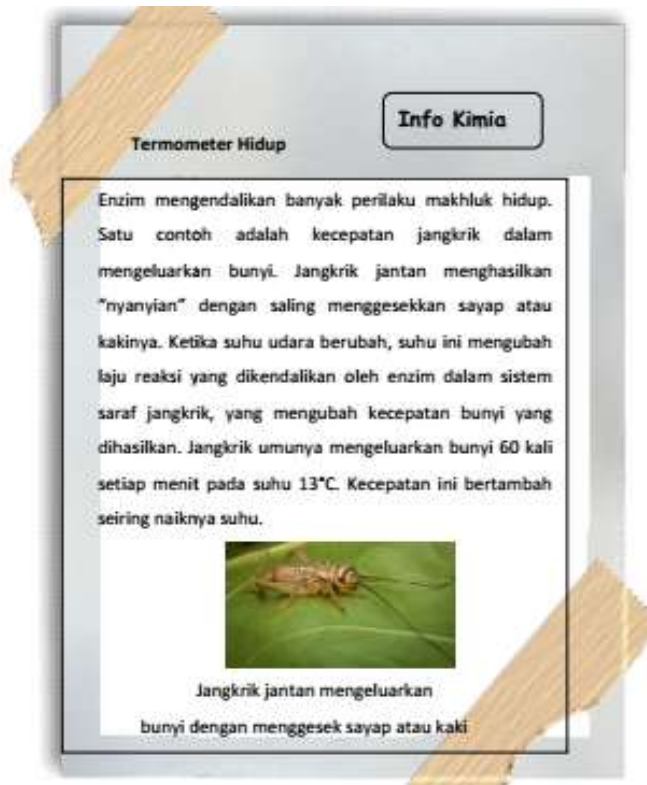 Info Kimia
Termometer Hidup
Enzim mengendalikan banyak perilaku makhluk hidup.
Satu contoh adalah kecepatan jangkrik dalam
mengeluarkan bunyi. Jangkrik jantan menghasilkan
"nyanyian" dengan saling menggesekkan sayap atau
kakinya. Ketika suhu udara berubah, suhu ini mengubah
laju reaksi yang dikendalikan oleh enzim dalam sistem
saraf jangkrik, yang mengubah kecepatan bunyi yang
dihasilkan. Jangkrik umunya mengeluarkan bunyi 60 kali
setiap menit pada suhu 13°C. Kecepatan ini bertambah
seiring naiknya suhu.
Jangkrik jantan mengeluarkan
bunyi dengan menggesek sayap atau kaki